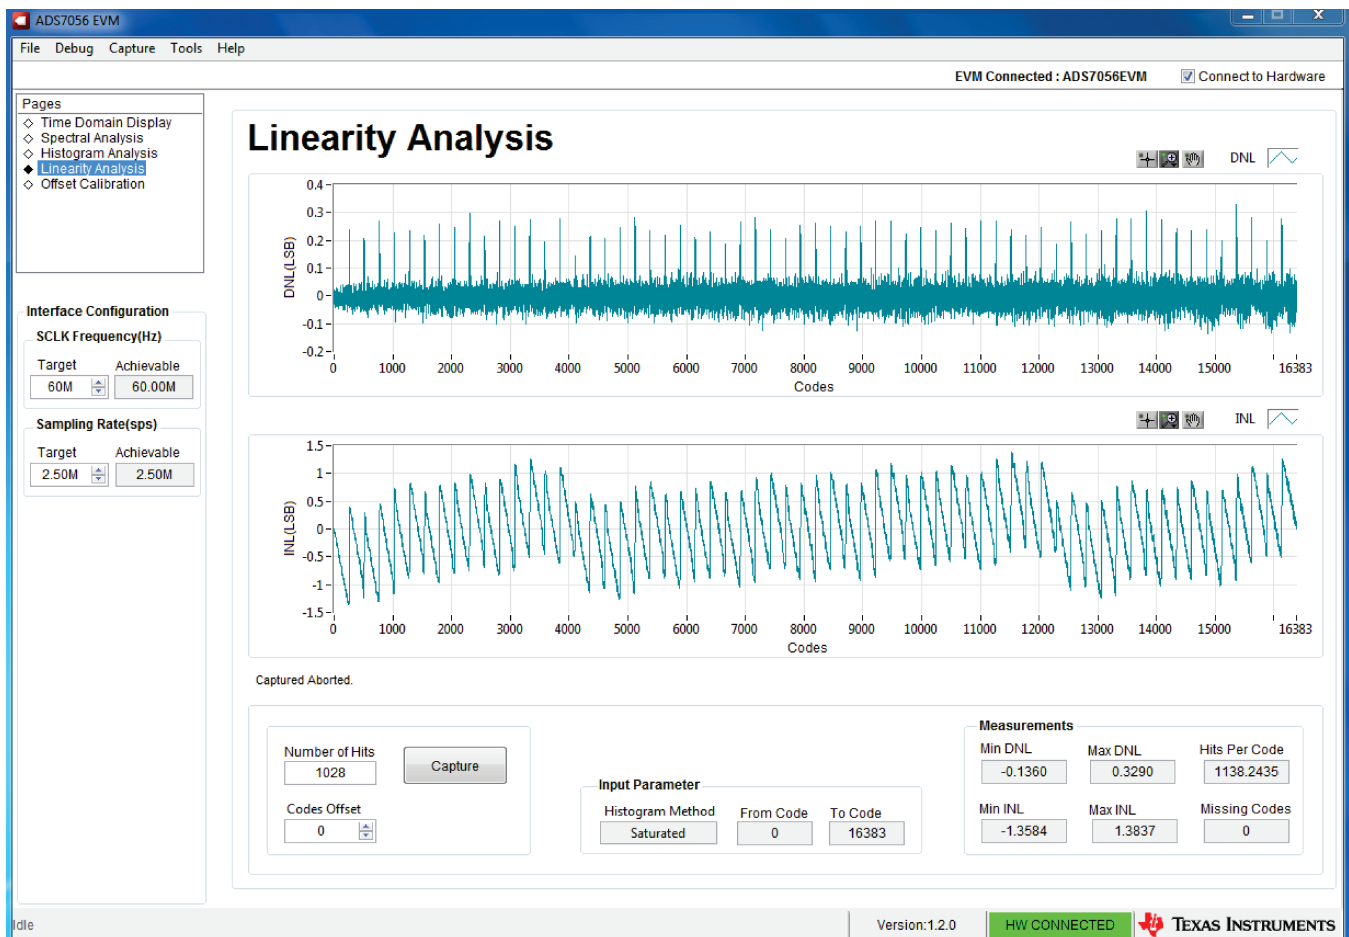 ADS7056 EVM
File Debug Capture Tools Help
EVM Connected : ADS7056EVM Connect to Hardware
Pages
Time Domain Display
Spectral Analysis
Histogram Analysis
Linearity Analysis
Offset Calibration
Interface Configuration
SCLK Frequency(Hz)
Target Achievable
60M 60.00M
Sampling Rate(sps)
Target Achievable
2.50M 2.50M
Linearity Analysis
DNL
0.4
0.3
0.2
0.1
0
-0.1
-0.2
DNL(LSB)
0 1000 2000 3000 4000 5000 6000 7000 8000 9000 10000 11000 12000 13000 14000 15000 16383
Codes
INL
1.5
1
0.5
0
-0.5
-1
-1.5
INL(LSB)
0 1000 2000 3000 4000 5000 6000 7000 8000 9000 10000 11000 12000 13000 14000 15000 16383
Codes
Captured Aborted.
Number of Hits
1028
Capture
Codes Offset
0
Input Parameter
Histogram Method From Code To Code
Saturated 0 16383
Measurements
Min DNL Max DNL Hits Per Code
-0.1360 0.3290 1138.2435
Min INL Max INL Missing Codes
-1.3584 1.3837 0
Idle
Version:1.2.0
HW CONNECTED
TEXAS INSTRUMENTS